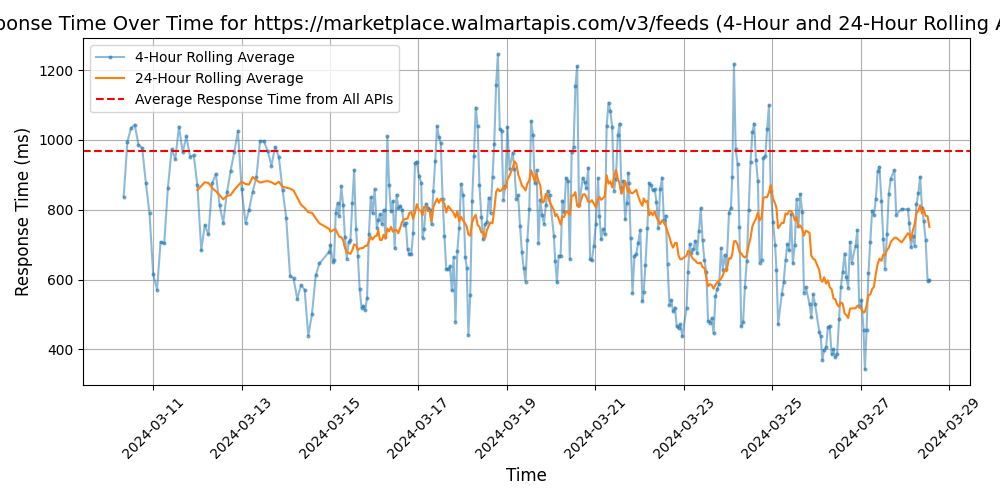 ponse Time Over Time for https://marketplace.walmartapis.com/v3/feeds (4-Hour and 24-Hour Rolling A
4-Hour Rolling Average
24-Hour Rolling Average
Average Response Time from All APIs
Response Time (ms)
1200
1000
800
600
400
2024-03-11
2024-03-13
2024-03-15
2024-03-17
2024-03-19
2024-03-21
2024-03-23
2024-03-25
2024-03-27
2024-03-29
Time